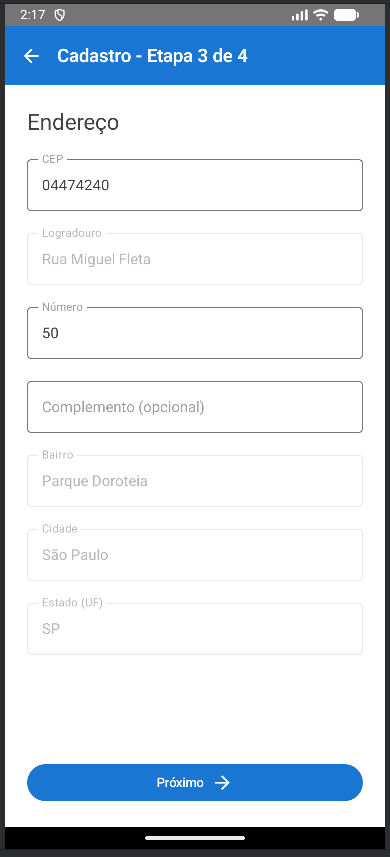 2:17
Cadastro - Etapa 3 de 4
Endereço
CEP
04474240
Logradouro
Rua Miguel Fleta
Número
50
Complemento (opcional)
Bairro
Parque Doroteia
Cidade
São Paulo
Estado (UF)
SP
Próximo